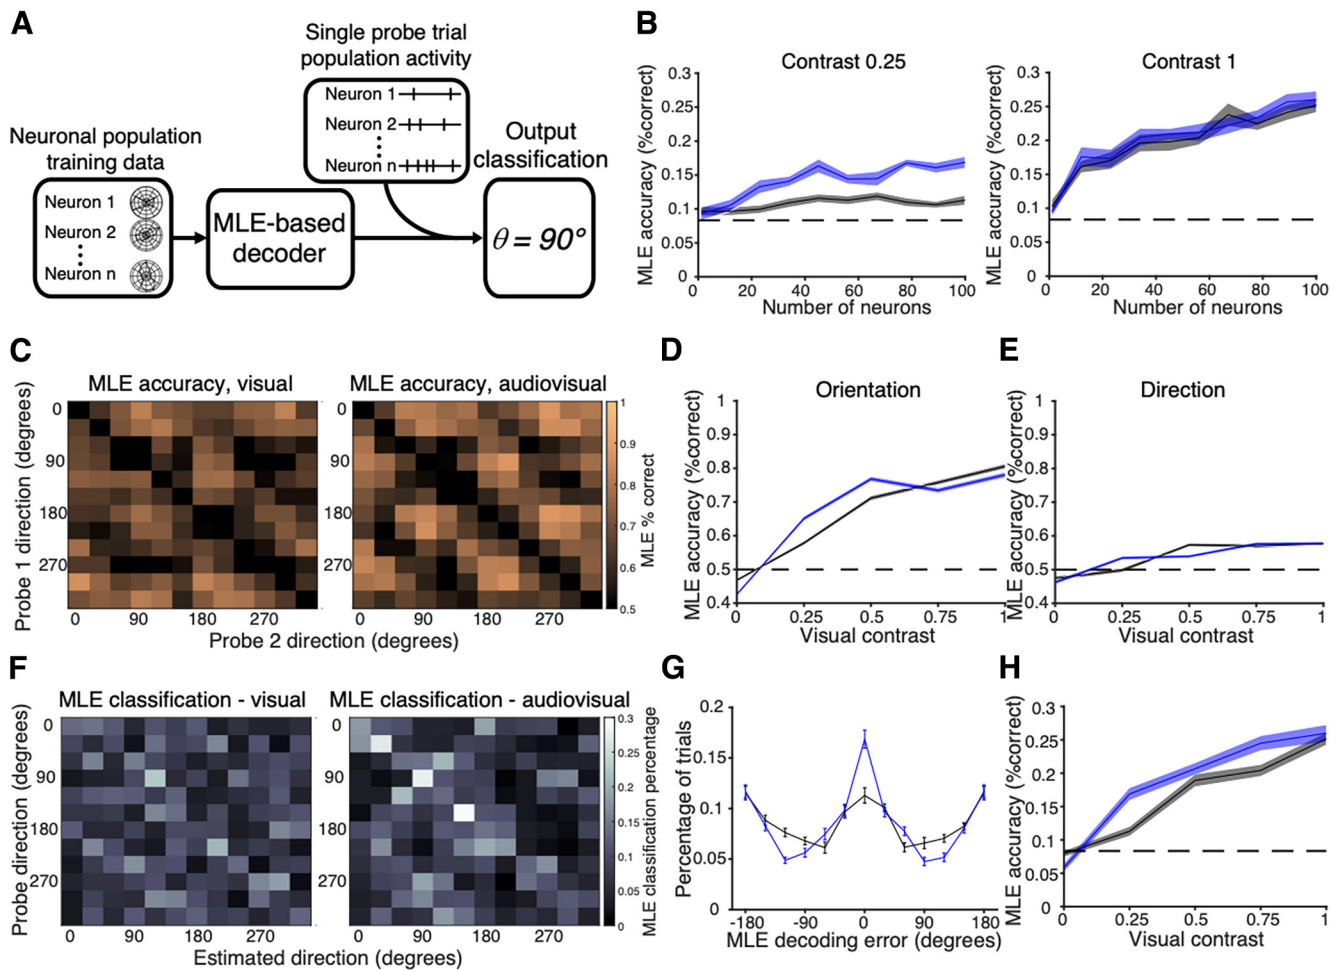 A
Single probe trial
population activity
Neuron 1
Neuron 2
Neuron n
Neuronal population
training data
Neuron 1
Neuron 2
Neuron n
MLE-based
decoder
Output
classification
θ = 90°
B
Contrast 0.25
MLE accuracy (%correct)
0.3
0.25
0.2
0.15
0.1
0.05
0
0 20 40 60 80 100
Number of neurons
Contrast 1
MLE accuracy (%correct)
0.3
0.25
0.2
0.15
0.1
0.05
0
0 20 40 60 80 100
Number of neurons
C
MLE accuracy, visual
MLE accuracy, audiovisual
Probe 1 direction (degrees)
0
90
180
270
0 90 180 270
0
90
180
270
0 90 180 270
Probe 2 direction (degrees)
1
0.9
0.8
0.7
0.6
0.5
MLE % correct
D
Orientation
MLE accuracy (%correct)
1
0.9
0.8
0.7
0.6
0.5
0.4
0 0.25 0.5 0.75 1
Visual contrast
E
Direction
MLE accuracy (%correct)
1
0.9
0.8
0.7
0.6
0.5
0.4
0 0.25 0.5 0.75 1
Visual contrast
F
MLE classification - visual
MLE classification - audiovisual
Probe direction (degrees)
0
90
180
270
0 90 180 270
0
90
180
270
0 90 180 270
Estimated direction (degrees)
0.3
0.25
0.2
0.15
0.1
0.05
0
MLE classification percentage
G
Percentage of trials
0.2
0.15
0.1
0.05
0
-180 -90 0 90 180
MLE decoding error (degrees)
H
MLE accuracy (%correct)
0.3
0.25
0.2
0.15
0.1
0.05
0
0 0.25 0.5 0.75 1
Visual contrast